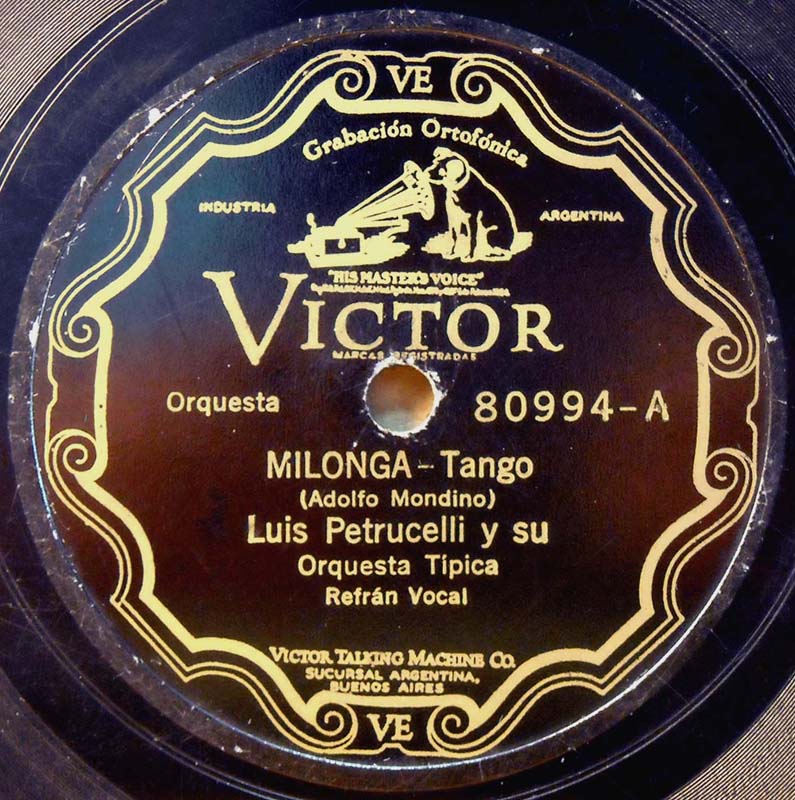 VE
Grabación Ortofónica
INDUSTRIA ARGENTINA
"HIS MASTER'S VOICE"
VICTOR
MARCAS REGISTRADAS
Orquesta 80994-A
MILONGA - Tango
(Adolfo Mondino)
Luis Petrucelli y su
Orquesta Típica
Refrán Vocal
VICTOR TALKING MACHINE CO.
SUCURSAL ARGENTINA,
BUENOS AIRES
VE